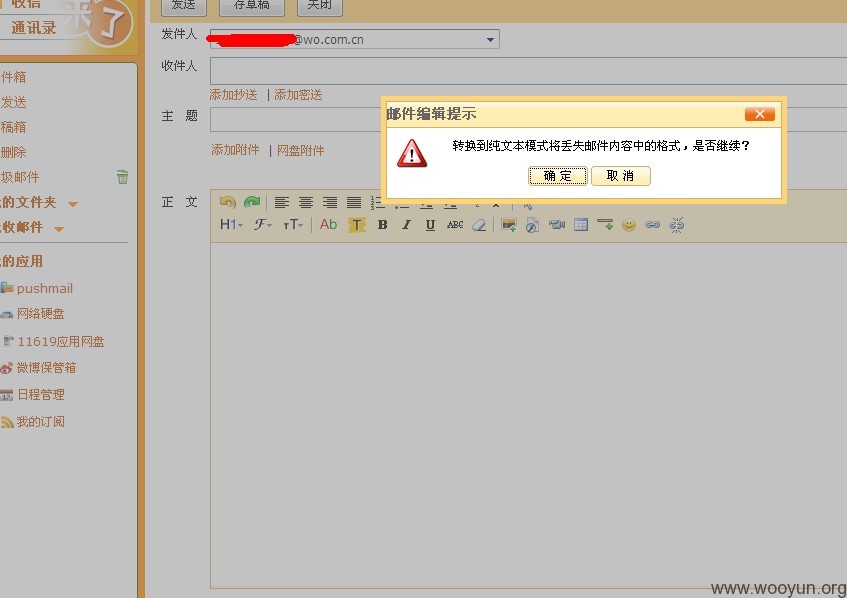 发送 存草稿 关闭
收信
来了
通讯录
发件人 @wo.com.cn
收件人
添加抄送 | 添加密送
主 题
添加附件 | 网盘附件
正 文
H1 F TT Ab T B I U ABC
件箱
发送
稿箱
删除
圾邮件
的文件夹
收邮件
的应用
pushmail
网络硬盘
11619应用网盘
微博保管箱
日程管理
我的订阅
邮件编辑提示
转换到纯文本模式将丢失邮件内容中的格式，是否继续?
确 定 取 消
www.wooyun.org